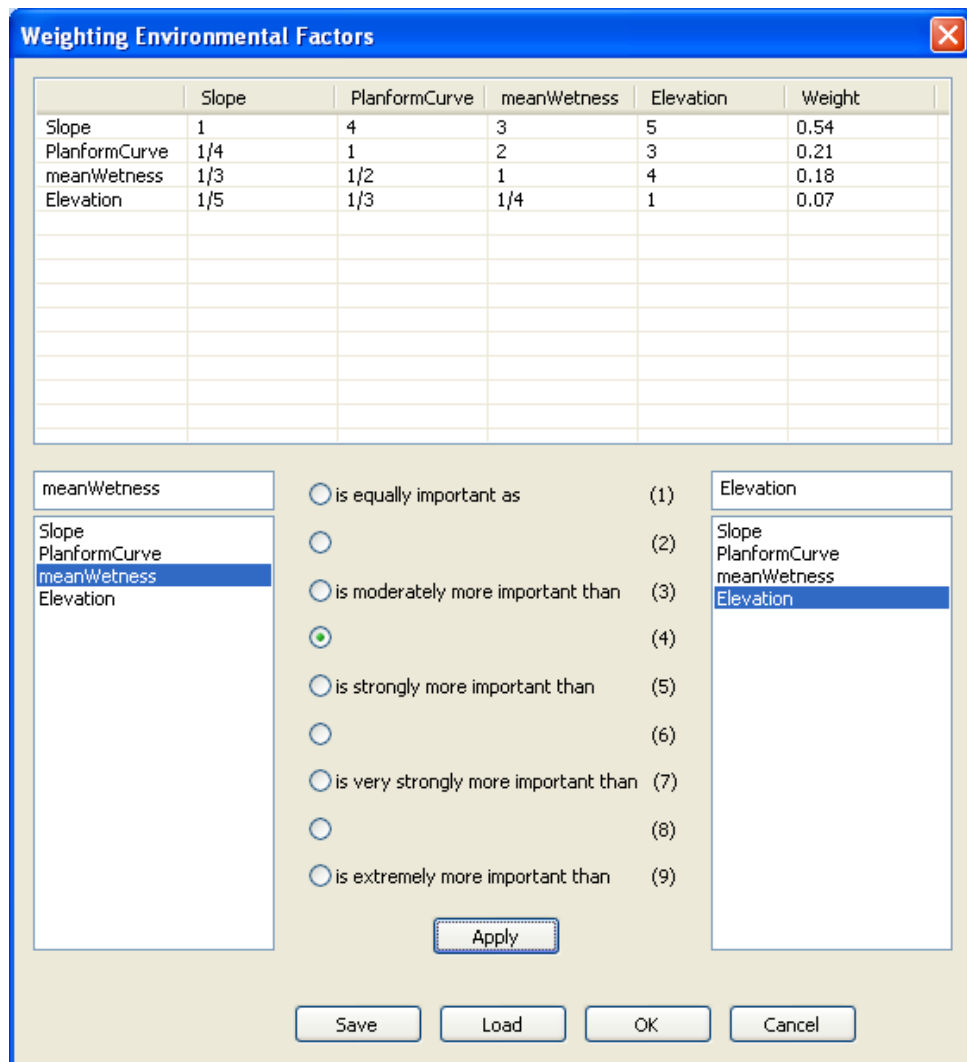 Weighting Environmental Factors
Slope PlanformCurve meanWetness Elevation Weight
Slope 1 4 3 5 0.54
PlanformCurve 1/4 1 2 3 0.21
meanWetness 1/3 1/2 1 4 0.18
Elevation 1/5 1/3 1/4 1 0.07
meanWetness
Slope
PlanformCurve
meanWetness
Elevation
is equally important as (1)
(2)
is moderately more important than (3)
(4)
is strongly more important than (5)
(6)
is very strongly more important than (7)
(8)
is extremely more important than (9)
Apply
Elevation
Slope
PlanformCurve
meanWetness
Elevation
Save Load OK Cancel